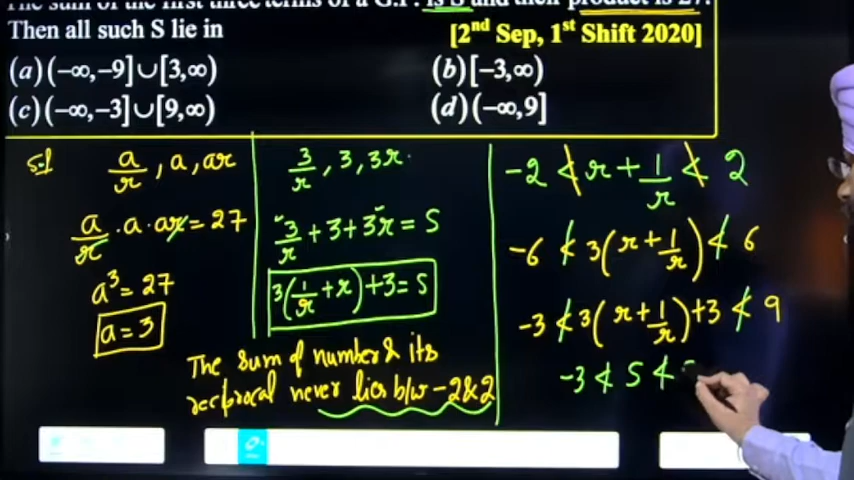 The sum of the first three terms of a G.P. is S and their product is 27.
Then all such S lie in
[2nd Sep, 1st Shift 2020]
(a) (−∞,−9]∪[3,∞)
(b) [−3,∞)
(c) (−∞,−3]∪[9,∞)
(d) (−∞,9]
Sol
a/r , a, ar
a/r · a · ar = 27
a³ = 27
a = 3
3/r , 3, 3r.
3/r + 3 + 3r = S
3(1/r + r) + 3 = S
The sum of number & its
reciprocal never lies b/w −2 & 2
−2 ≮ r + 1/r ≮ 2
−6 ≮ 3(r + 1/r) ≮ 6
−3 ≮ 3(r + 1/r) + 3 ≮ 9
−3 ≮ S ≮